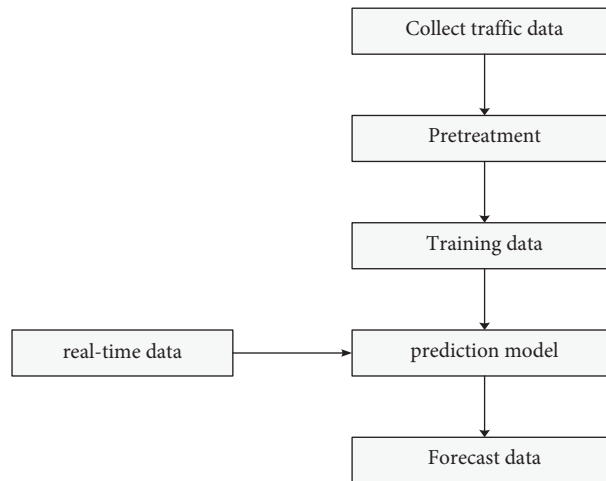 Collect traffic data
Pretreatment
Training data
real-time data
prediction model
Forecast data